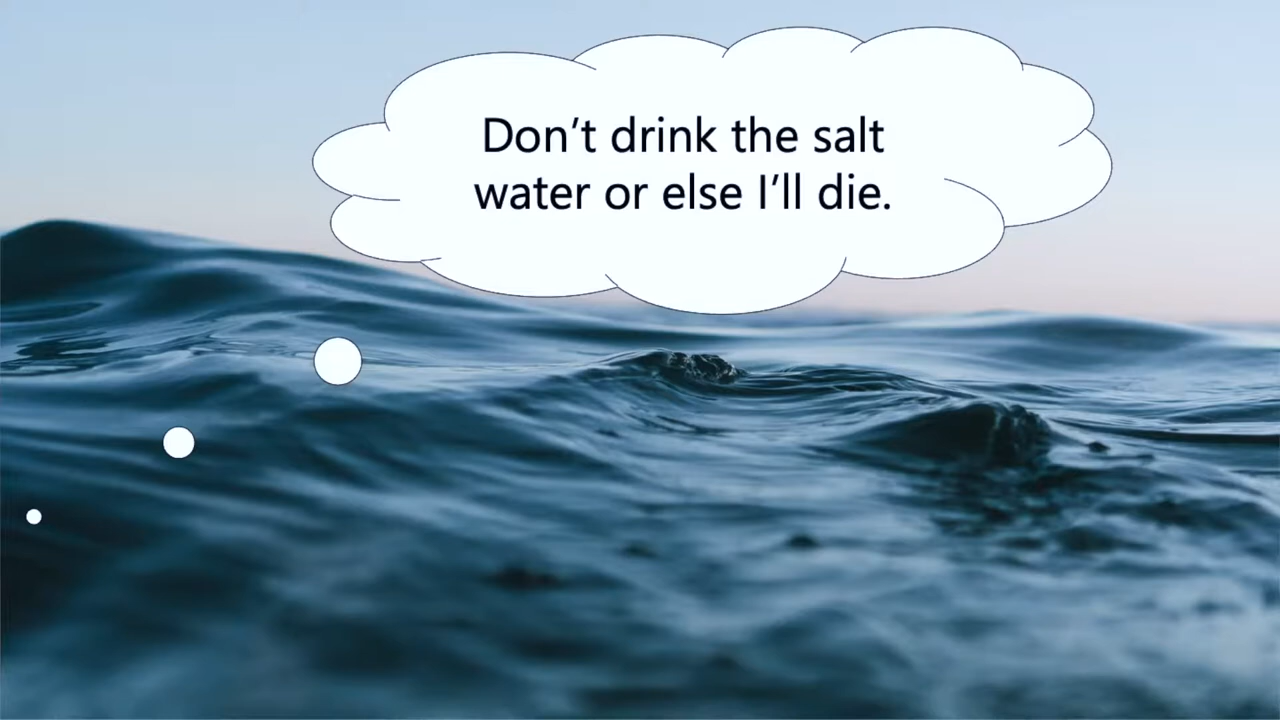 Don’t drink the salt
water or else I’ll die.